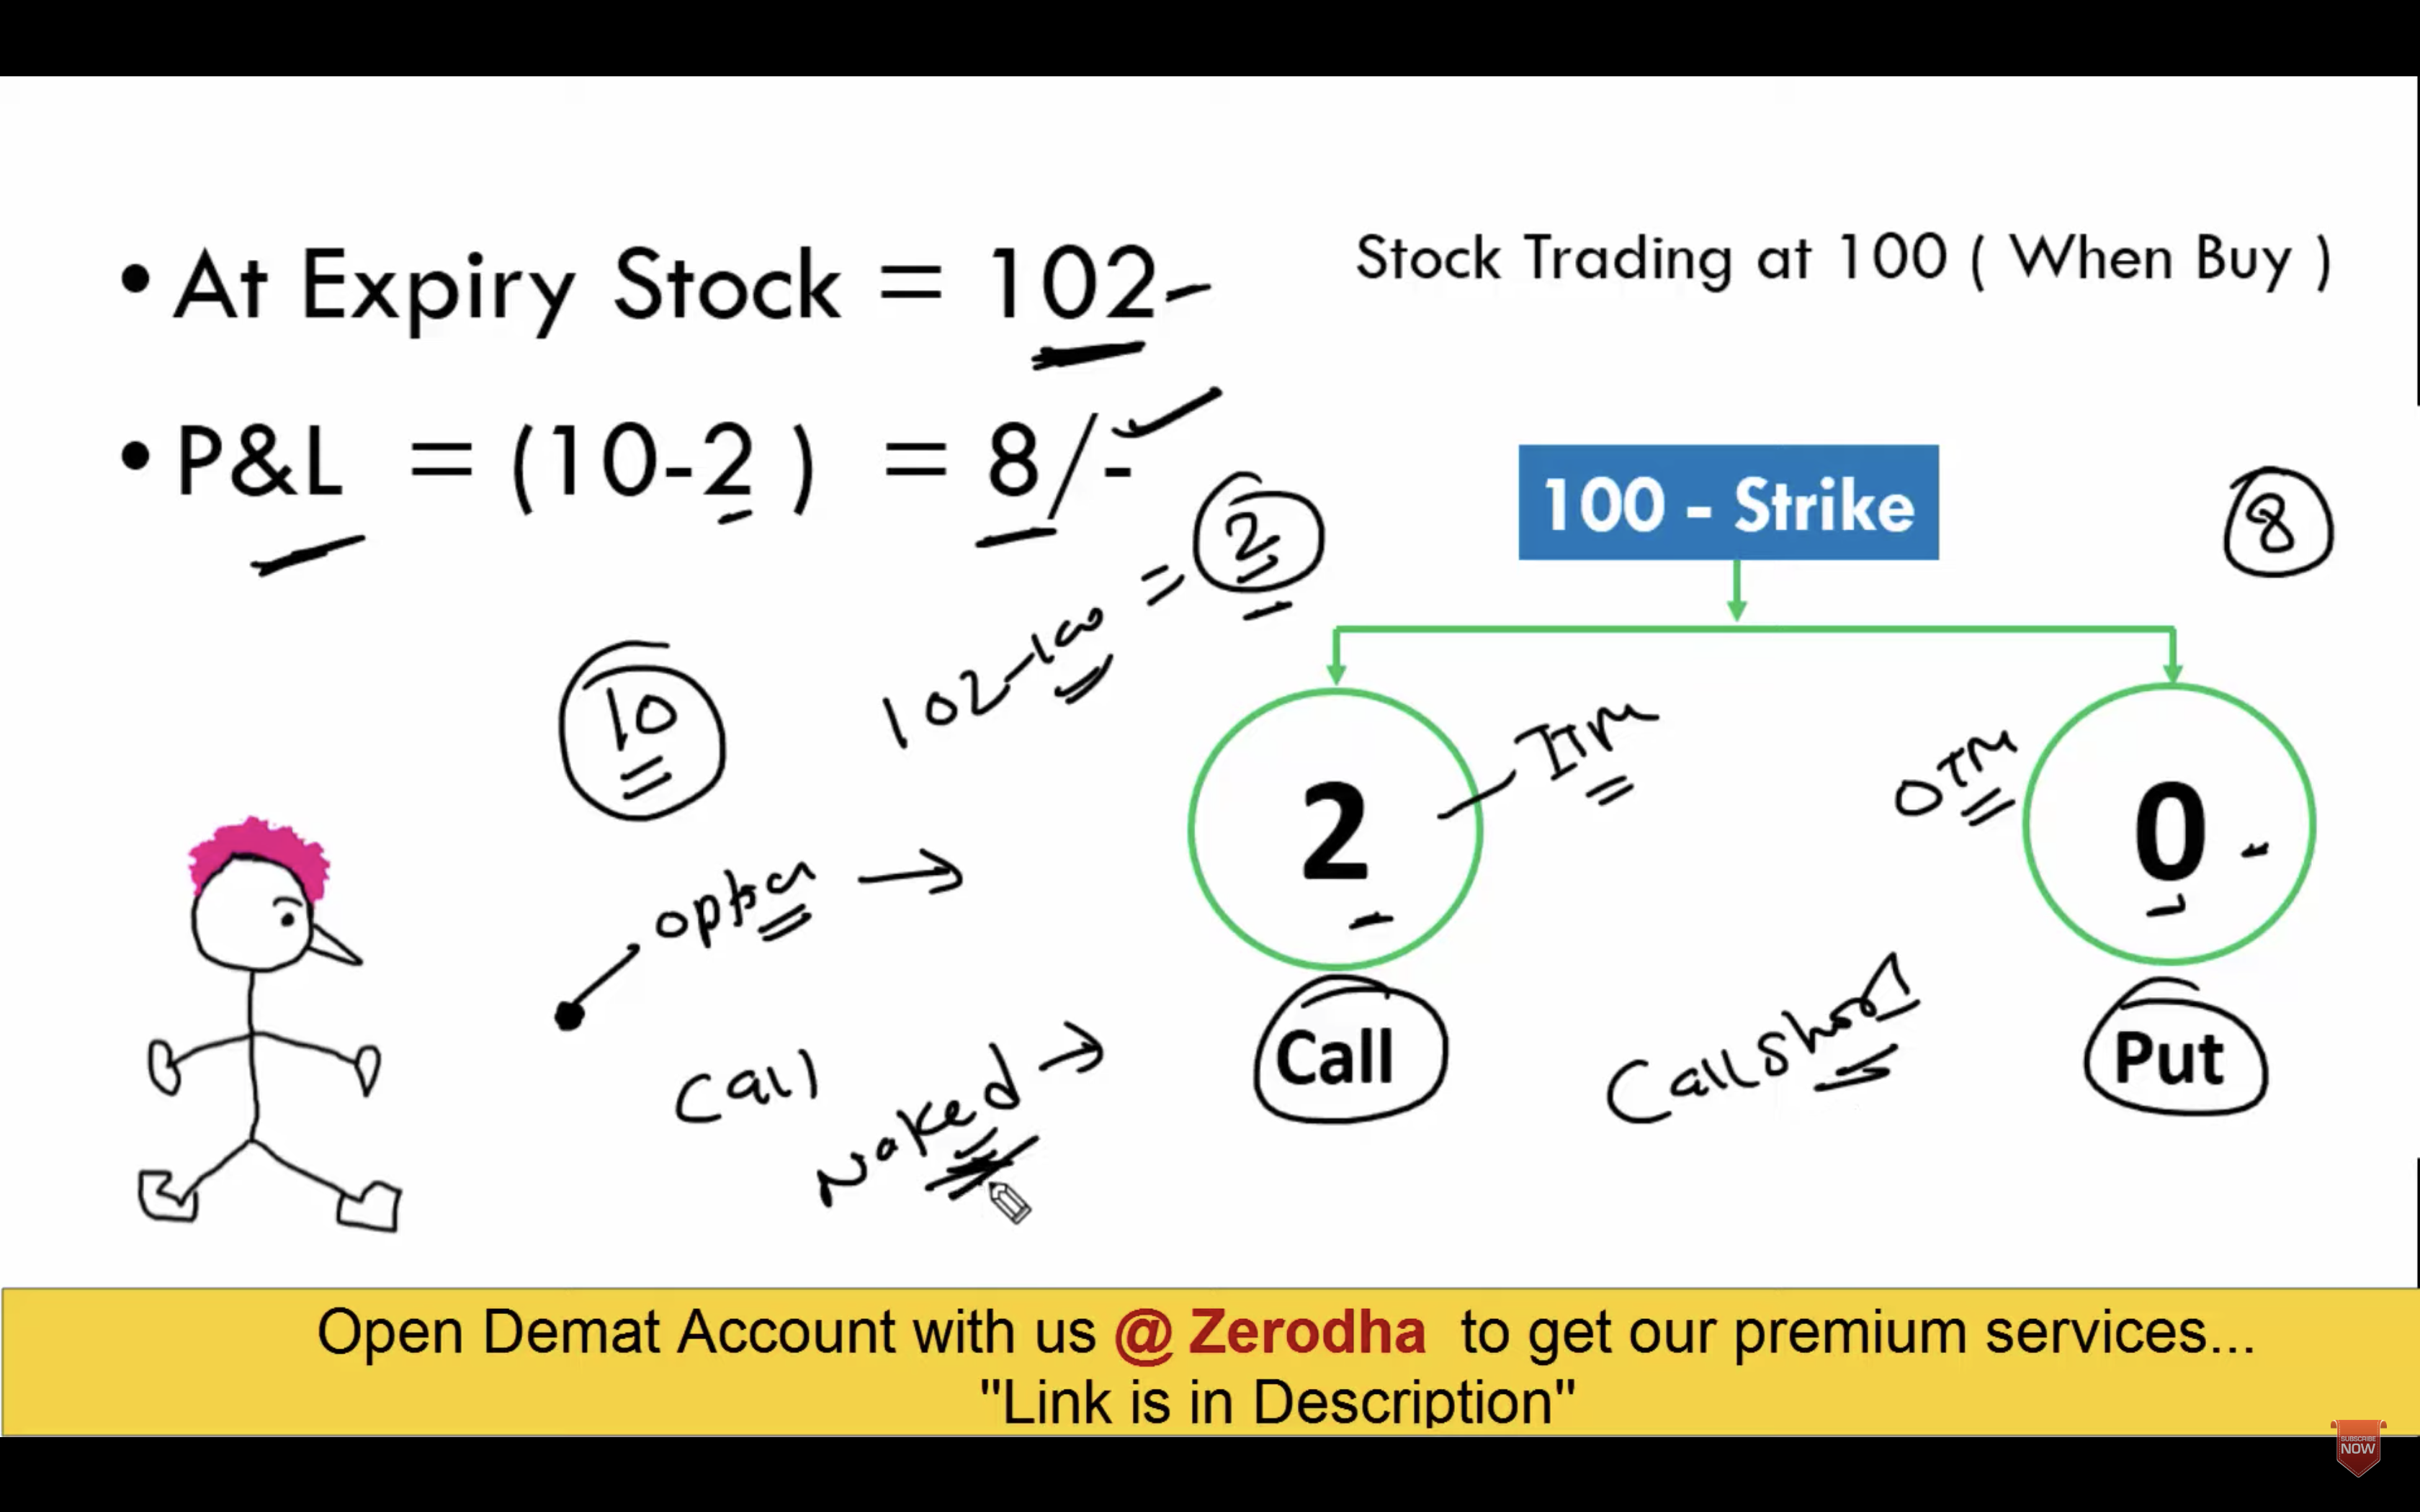 • At Expiry Stock = 102
Stock Trading at 100 ( When Buy )
• P&L = (10-2 ) = 8/-
102-100 = 2
100 - Strike
8
10
2
ITM
OTM
0
option →
Call
Call Short
Put
Call
Naked →
Open Demat Account with us @ Zerodha to get our premium services...
"Link is in Description"
SUBSCRIBE
NOW